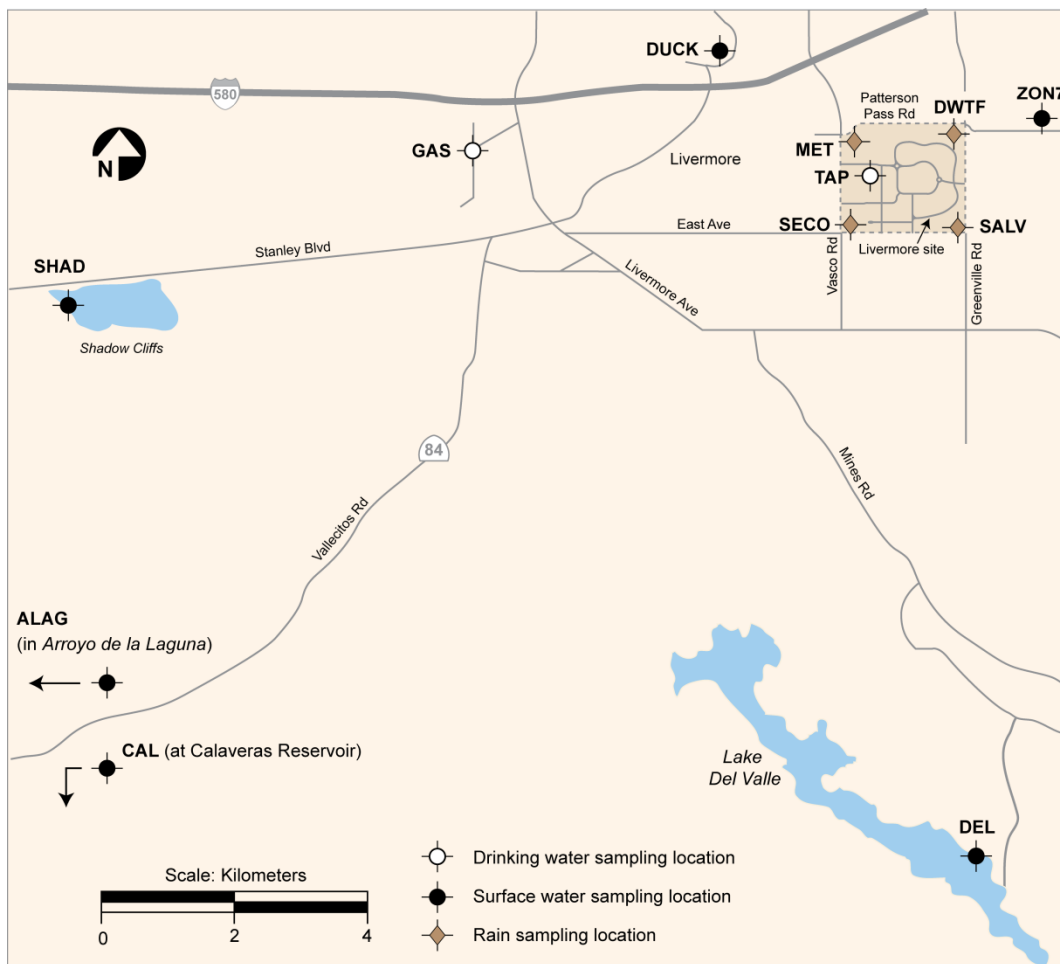 DUCK
580
Patterson
Pass Rd
DWTF
ZON7
N
GAS
MET
Livermore
TAP
SECO
East Ave
SALV
Livermore site
Stanley Blvd
Vasco Rd
Greenville Rd
SHAD
Livermore Ave
Shadow Cliffs
84
Mines Rd
Vallecitos Rd
ALAG
(in Arroyo de la Laguna)
CAL (at Calaveras Reservoir)
Lake
Del Valle
DEL
Scale: Kilometers
0 2 4
Drinking water sampling location
Surface water sampling location
Rain sampling location